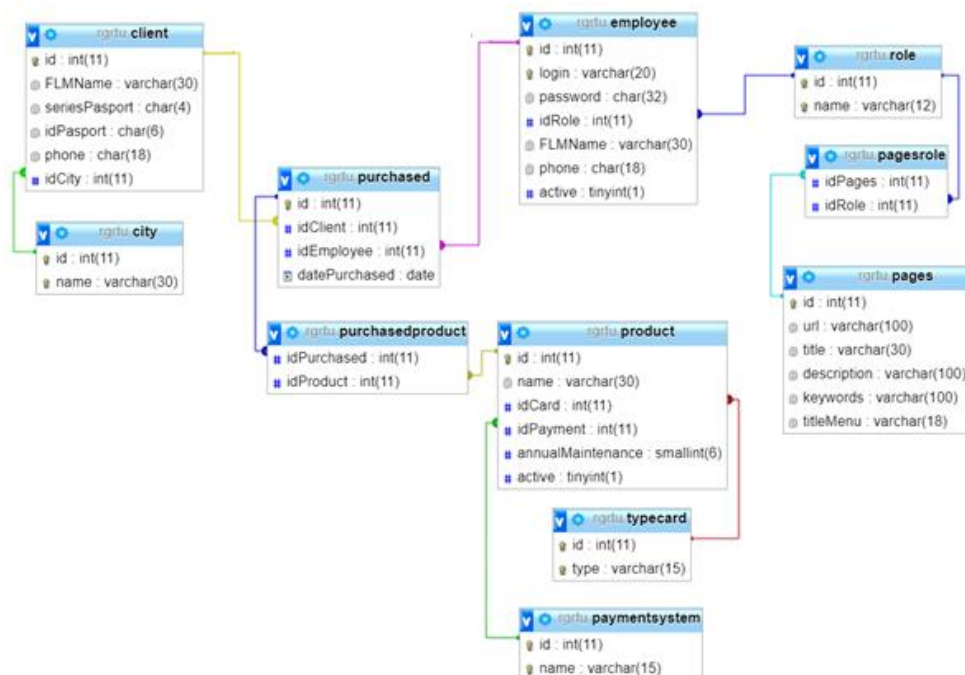 rgrtu.client
id : int(11)
FLMName : varchar(30)
seriesPasport : char(4)
idPasport : char(6)
phone : char(18)
idCity : int(11)
rgrtu.city
id : int(11)
name : varchar(30)
rgrtu.purchased
id : int(11)
idClient : int(11)
idEmployee : int(11)
datePurchased : date
rgrtu.purchasedproduct
idPurchased : int(11)
idProduct : int(11)
rgrtu.employee
id : int(11)
login : varchar(20)
password : char(32)
idRole : int(11)
FLMName : varchar(30)
phone : char(18)
active : tinyint(1)
rgrtu.product
id : int(11)
name : varchar(30)
idCard : int(11)
idPayment : int(11)
annualMaintenance : smallint(6)
active : tinyint(1)
rgrtu.typecard
id : int(11)
type : varchar(15)
rgrtu.paymentsystem
id : int(11)
name : varchar(15)
rgrtu.role
id : int(11)
name : varchar(12)
rgrtu.pagesrole
idPages : int(11)
idRole : int(11)
rgrtu.pages
id : int(11)
url : varchar(100)
title : varchar(30)
description : varchar(100)
keywords : varchar(100)
titleMenu : varchar(18)